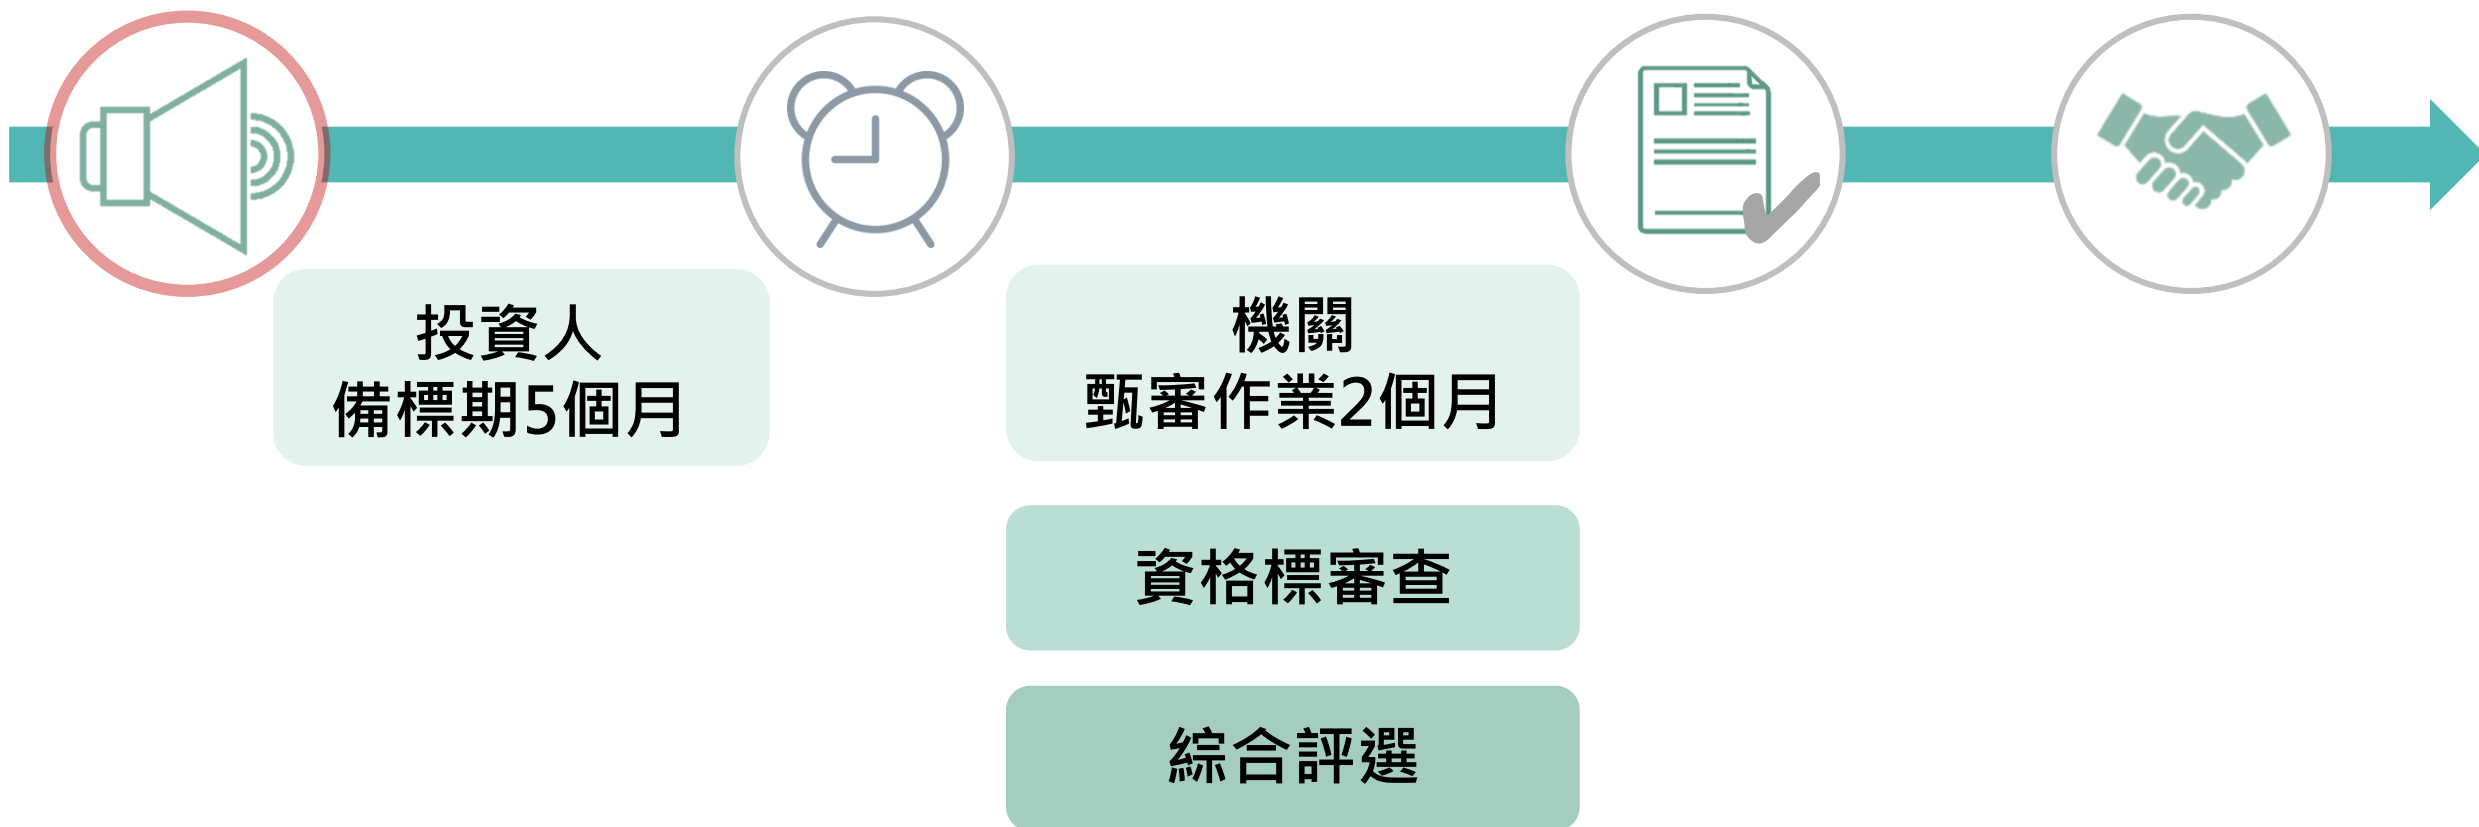 投資人
備標期5個月
機關
甄審作業2個月
資格標審查
綜合評選